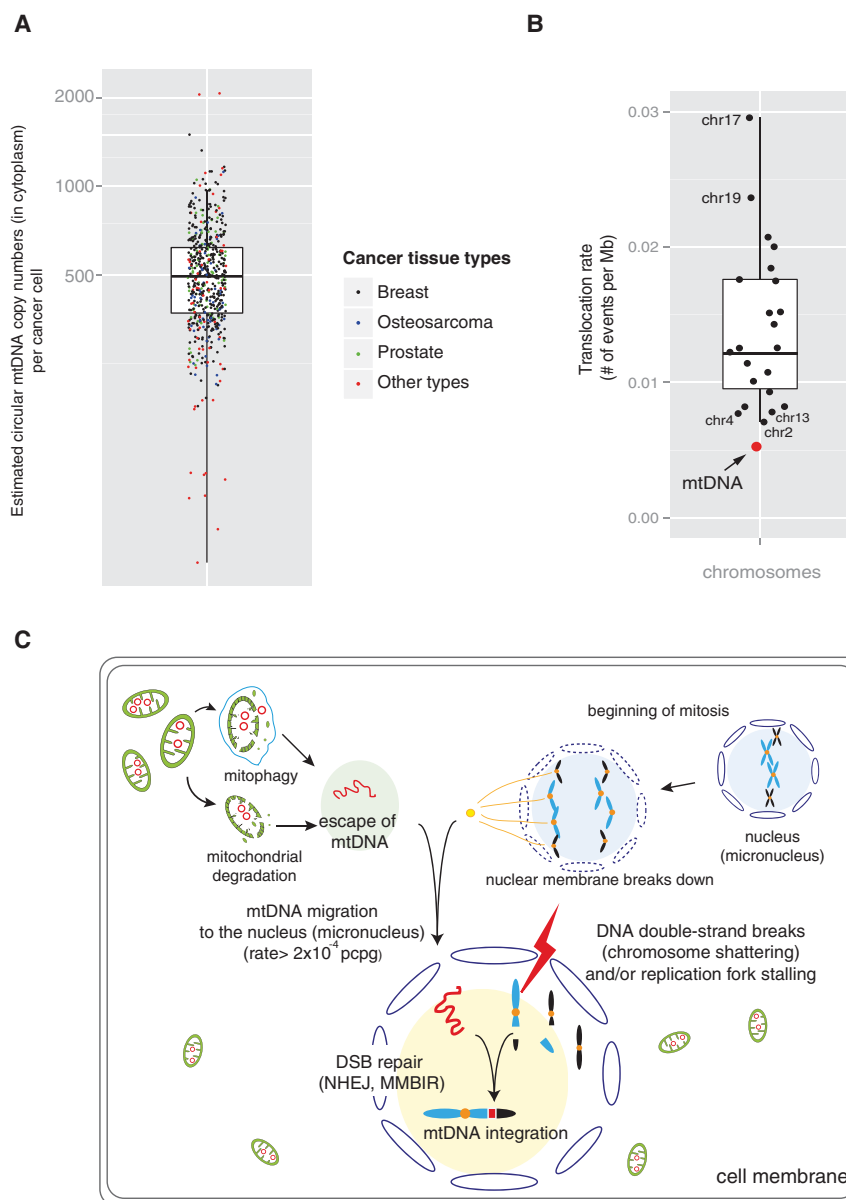 A
Estimated circular mtDNA copy numbers (in cytoplasm)
per cancer cell
2000
1000
500
Cancer tissue types
Breast
Osteosarcoma
Prostate
Other types
B
Translocation rate
(# of events per Mb)
0.03
0.02
0.01
0.00
chr17
chr19
chr4
chr13
chr2
mtDNA
chromosomes
C
beginning of mitosis
mitophagy
escape of
mtDNA
mitochondrial
degradation
nucleus
(micronucleus)
nuclear membrane breaks down
mtDNA migration
to the nucleus (micronucleus)
(rate> 2x10⁻⁴ pcpg)
DNA double-strand breaks
(chromosome shattering)
and/or replication fork stalling
DSB repair
(NHEJ, MMBIR)
mtDNA integration
cell membrane